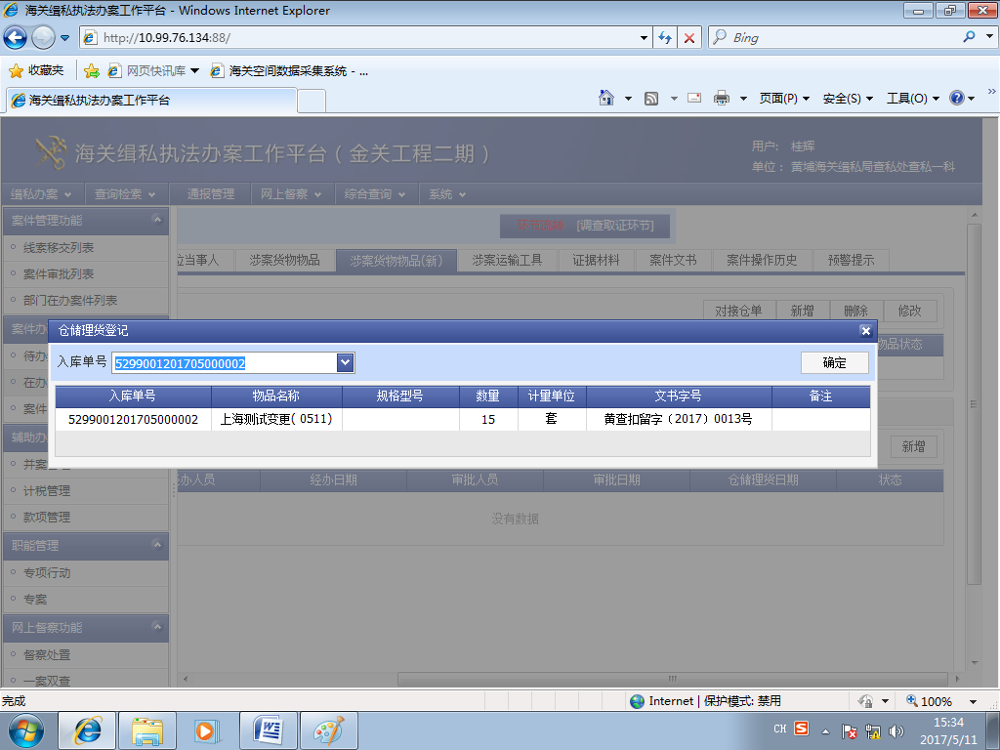 海关缉私执法办案工作平台 - Windows Internet Explorer
http://10.99.76.134:88/
Bing
收藏夹 网页快讯库 海关空间数据采集系统 - ...
海关缉私执法办案工作平台 页面(P) 安全(S) 工具(O)
海关缉私执法办案工作平台（金关工程二期）
用户: 桂辉
单位: 黄埔海关缉私局查私处查私一科
缉私办案 查询检索 通报管理 网上督察 综合查询 系统
案件管理功能
[调查取证环节]
线索移交列表
位当事人 涉案货物物品 涉案货物物品(新) 涉案运输工具 证据材料 案件文书 案件操作历史 预警提示
案件审批列表
部门在办案件列表
对接仓单 新增 删除 修改
案件办
仓储理货登记
物品状态
待办
入库单号 5299001201705000002 确定
在办
入库单号 物品名称 规格型号 数量 计量单位 文书字号 备注
案件
5299001201705000002 上海测试变更( 0511) 15 套 黄查扣留字（2017）0013号
辅助办
新增
并案管理
经办人员 经办日期 审批人员 审批日期 仓储理货日期 状态
计税管理
款项管理
没有数据
职能管理
专项行动
专案
网上督察功能
督察处置
一案双查
完成 Internet | 保护模式: 禁用 100%
CH
15:34
2017/5/11